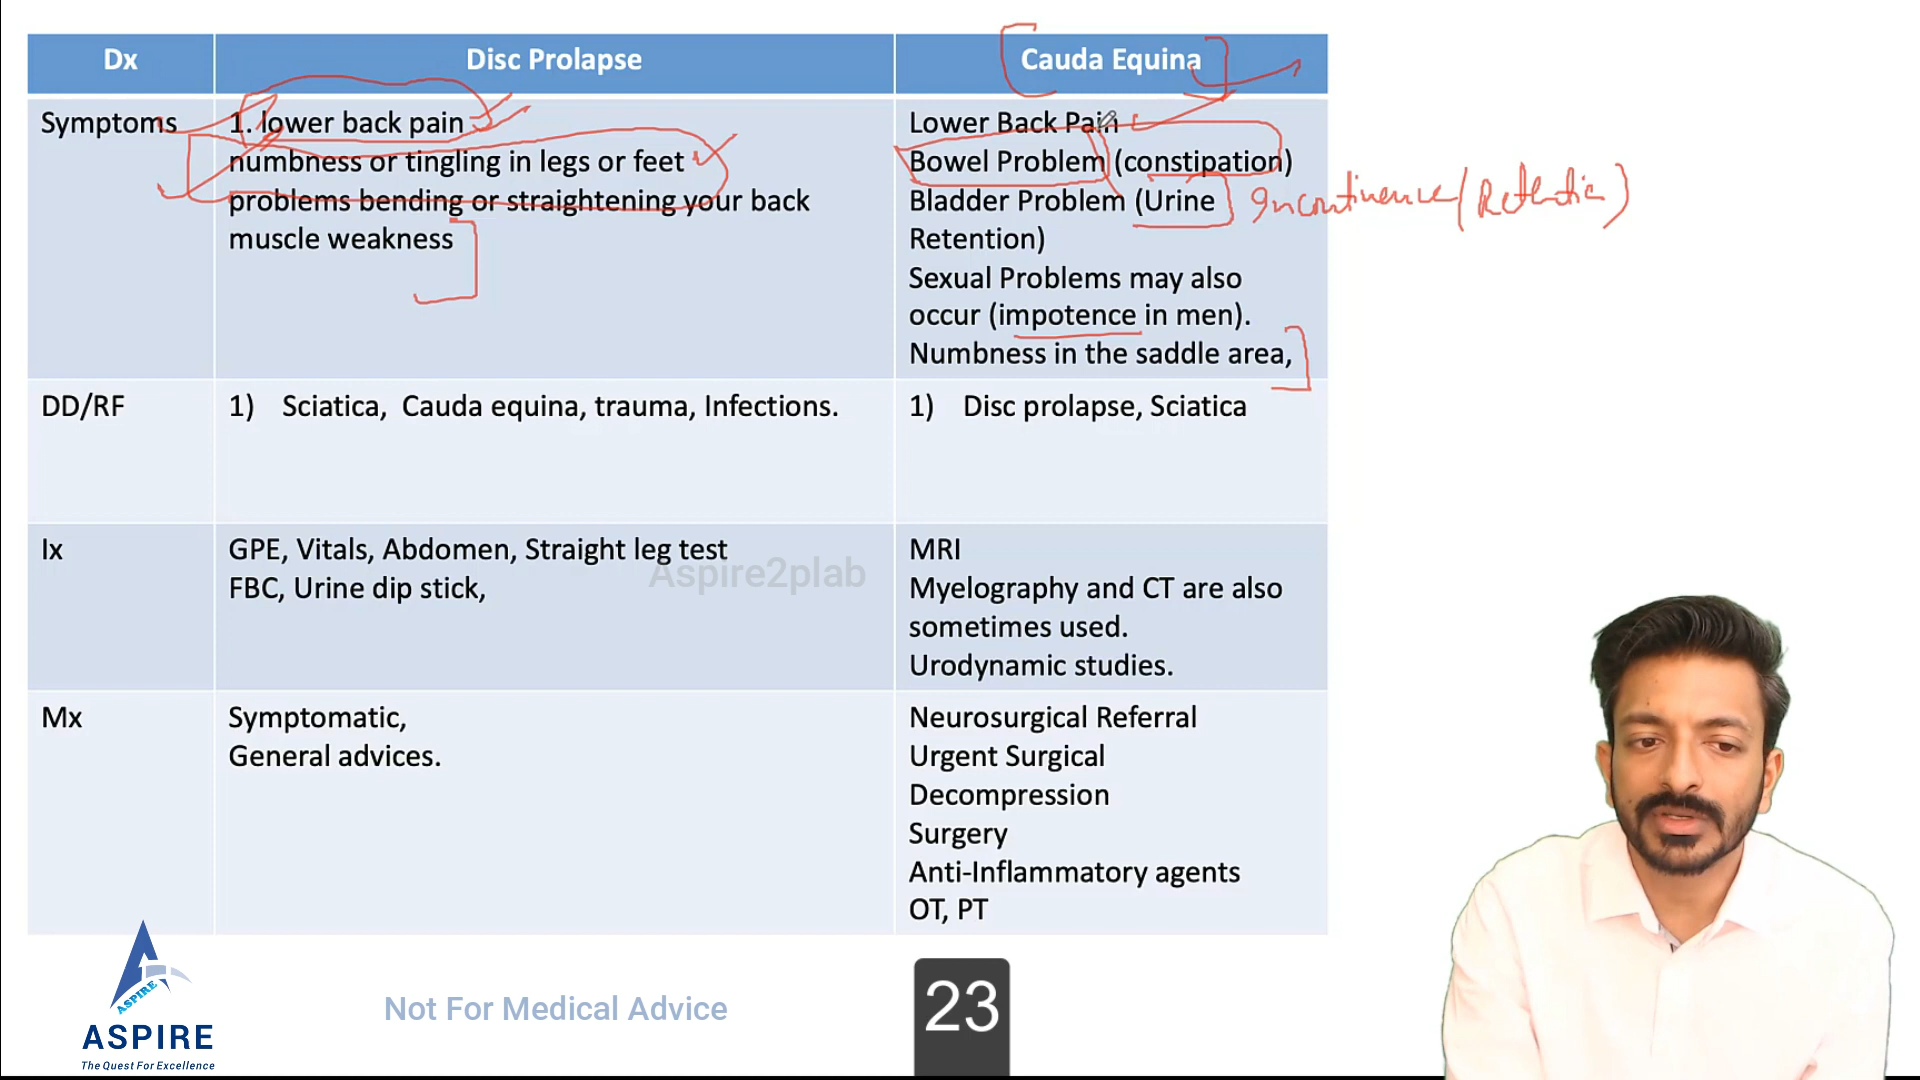 Dx
Disc Prolapse
Cauda Equina
Symptoms
1. lower back pain
numbness or tingling in legs or feet
problems bending or straightening your back
muscle weakness
Lower Back Pain
Bowel Problem (constipation)
Bladder Problem (Urine
Retention)
Sexual Problems may also
occur (impotence in men).
Numbness in the saddle area,
Incontinence/(Retention)
DD/RF
1) Sciatica, Cauda equina, trauma, Infections.
1) Disc prolapse, Sciatica
Ix
GPE, Vitals, Abdomen, Straight leg test
FBC, Urine dip stick,
MRI
Myelography and CT are also
sometimes used.
Urodynamic studies.
Aspire2plab
Mx
Symptomatic,
General advices.
Neurosurgical Referral
Urgent Surgical
Decompression
Surgery
Anti-Inflammatory agents
OT, PT
ASPIRE
ASPIRE
The Quest For Excellence
Not For Medical Advice
23